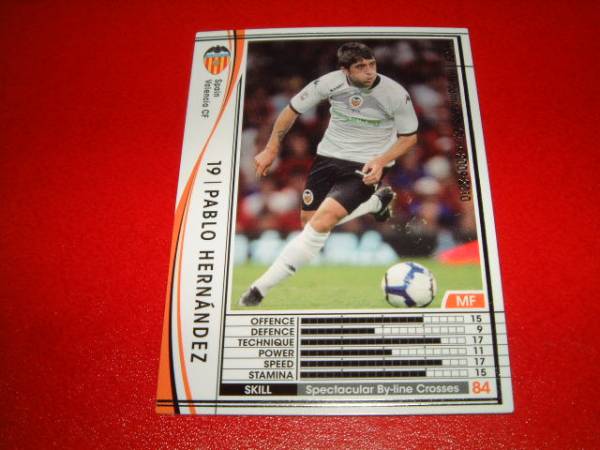 Spain
Valencia CF
19 | PABLO HERNÁNDEZ
MF
OFFENCE 15
DEFENCE 9
TECHNIQUE 17
POWER 11
SPEED 17
STAMINA 15
SKILL Spectacular By-line Crosses 84